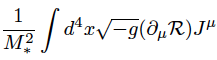 \frac{1}{M_*^2} \int d^4x \sqrt{-g} (\partial_\mu \mathcal{R}) J^\mu